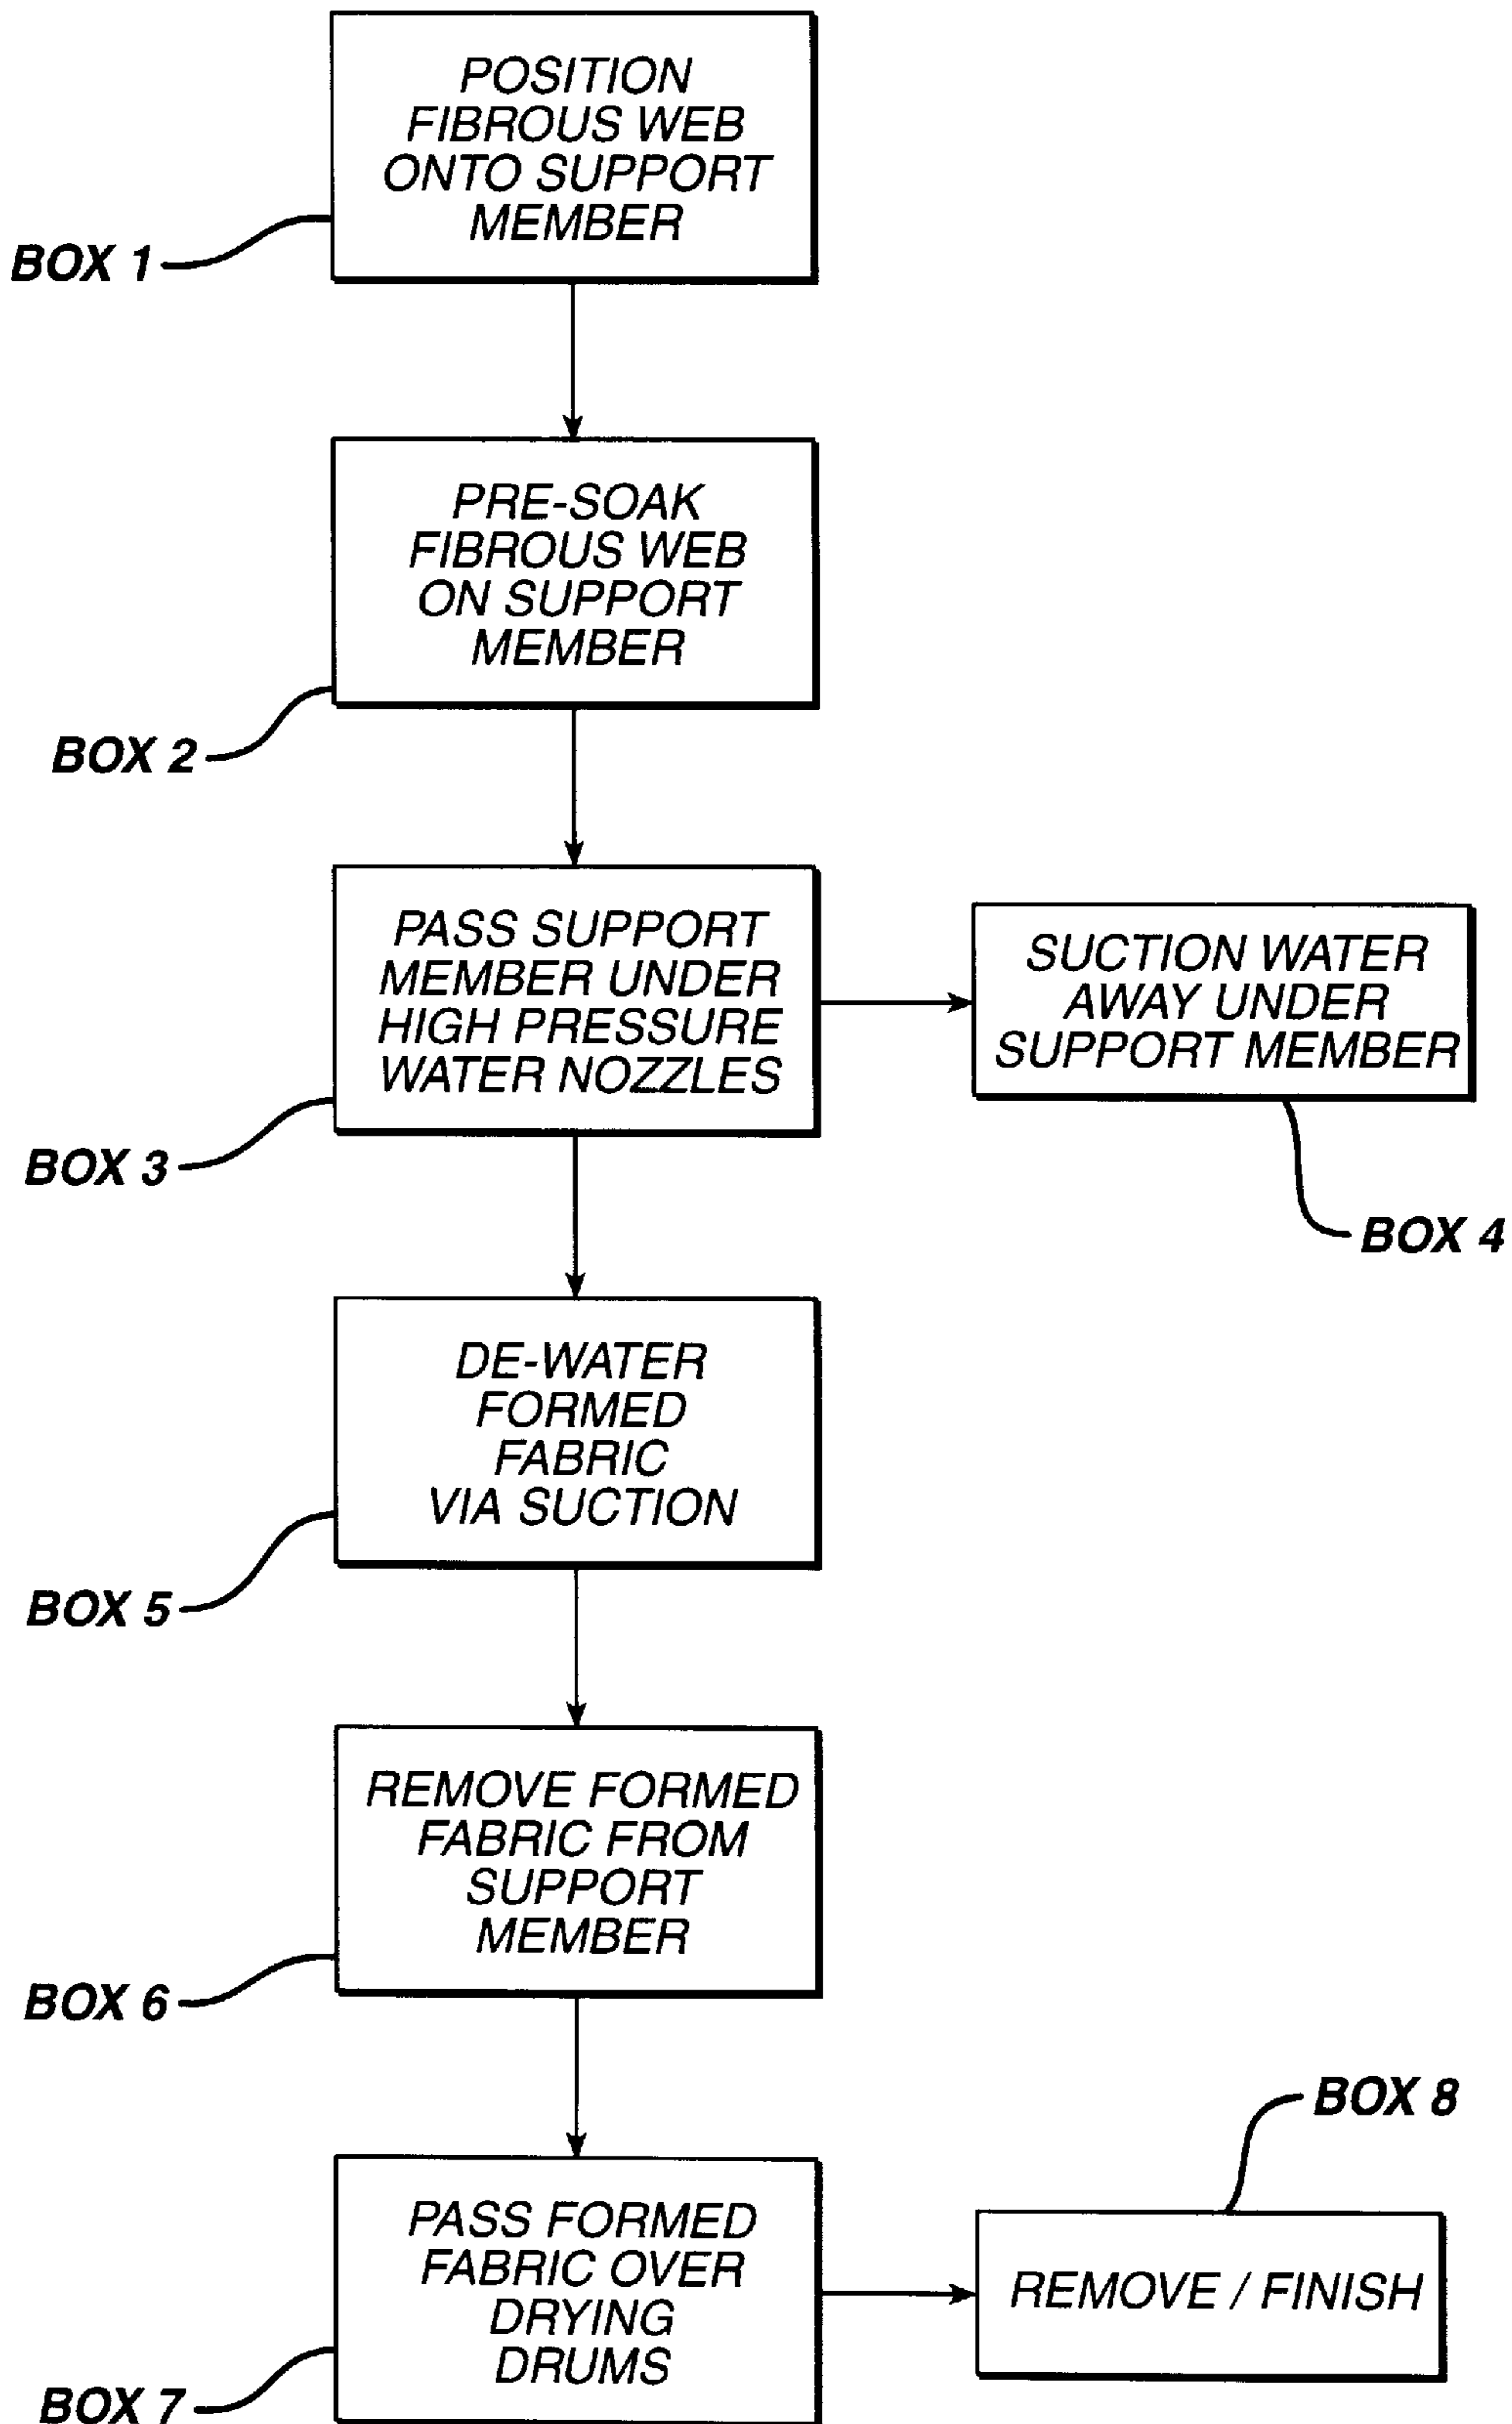 POSITION
FIBROUS WEB
ONTO SUPPORT
MEMBER
BOX 1
PRE-SOAK
FIBROUS WEB
ON SUPPORT
MEMBER
BOX 2
PASS SUPPORT
MEMBER UNDER
HIGH PRESSURE
WATER NOZZLES
BOX 3
SUCTION WATER
AWAY UNDER
SUPPORT MEMBER
BOX 4
DE-WATER
FORMED
FABRIC
VIA SUCTION
BOX 5
REMOVE FORMED
FABRIC FROM
SUPPORT
MEMBER
BOX 6
PASS FORMED
FABRIC OVER
DRYING
DRUMS
BOX 7
BOX 8
REMOVE / FINISH